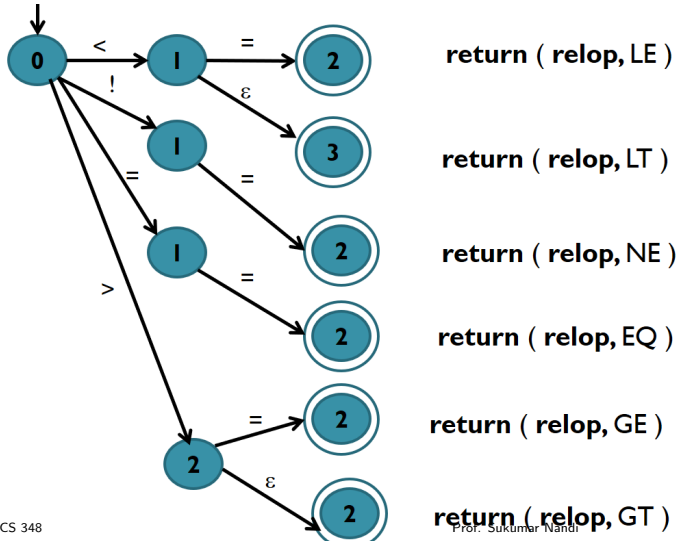 0 < 1 = 2 return ( relop, LE )
! ε
1 = 3 return ( relop, LT )
=
1 = 2 return ( relop, NE )
>
2 return ( relop, EQ )
= 2 return ( relop, GE )
2 ε
2 return ( relop, GT )
CS 348 Prof. Sukumar Nandi